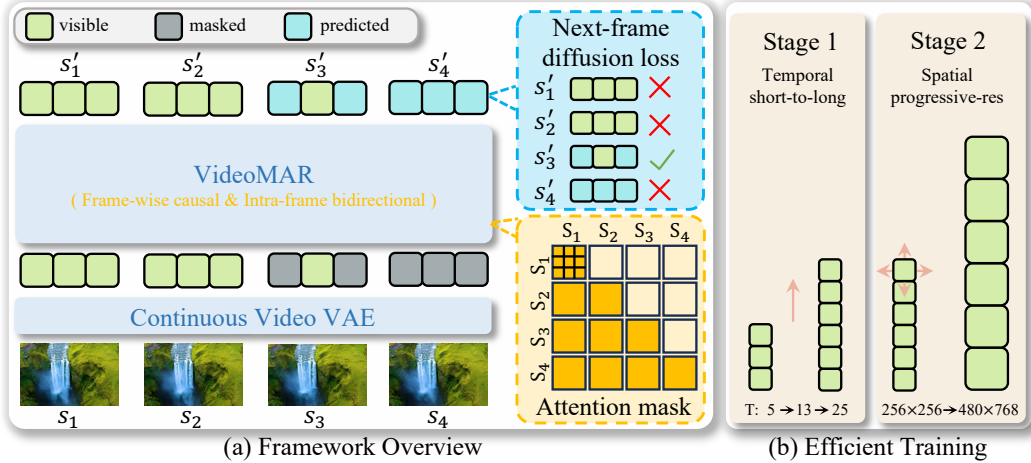 visible masked predicted
s′₁ s′₂ s′₃ s′₄
VideoMAR
( Frame-wise causal & Intra-frame bidirectional )
Continuous Video VAE
s₁ s₂ s₃ s₄
Next-frame
diffusion loss
s′₁
s′₂
s′₃
s′₄
S₁ S₂ S₃ S₄
S₁
S₂
S₃
S₄
Attention mask
(a) Framework Overview
Stage 1
Temporal
short-to-long
T: 5→13→25
Stage 2
Spatial
progressive-res
256×256→480×768
(b) Efficient Training